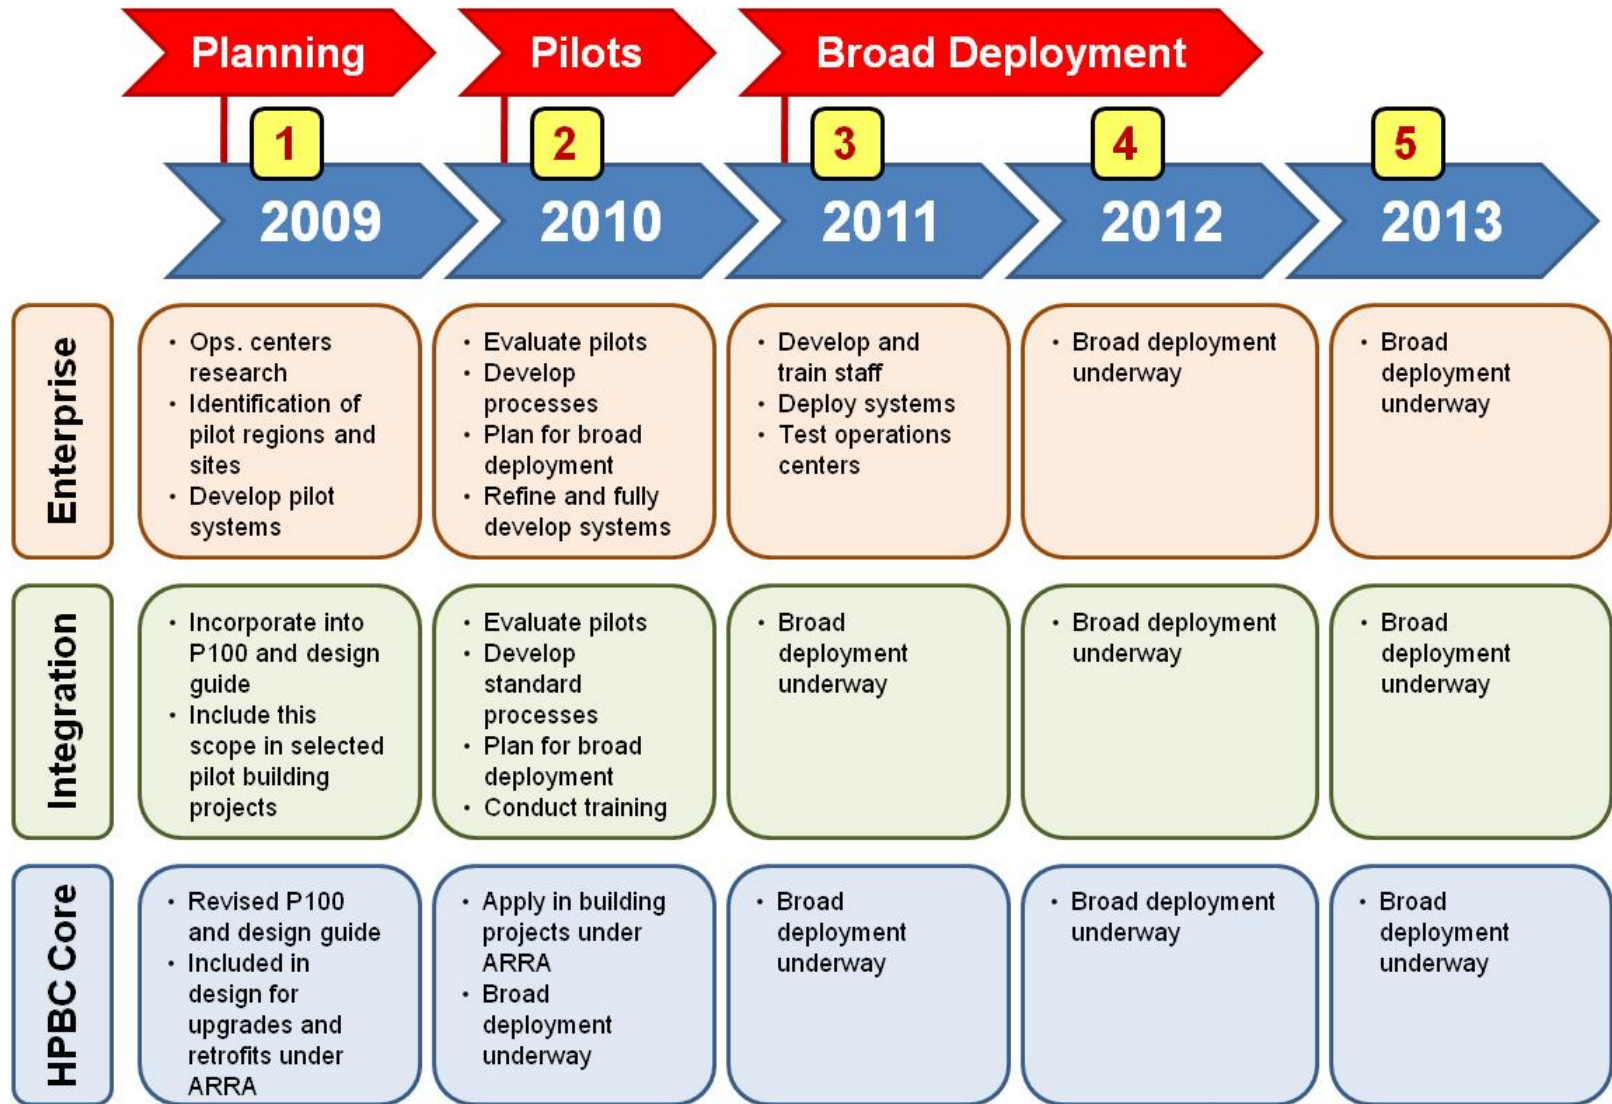 Planning
Pilots
Broad Deployment
1
2
3
4
5
2009
2010
2011
2012
2013
Enterprise
• Ops. centers
research
• Identification of
pilot regions and
sites
• Develop pilot
systems
• Evaluate pilots
• Develop
processes
• Plan for broad
deployment
• Refine and fully
develop systems
• Develop and
train staff
• Deploy systems
• Test operations
centers
• Broad deployment
underway
• Broad
deployment
underway
Integration
• Incorporate into
P100 and design
guide
• Include this
scope in selected
pilot building
projects
• Evaluate pilots
• Develop
standard
processes
• Plan for broad
deployment
• Conduct training
• Broad
deployment
underway
• Broad deployment
underway
• Broad
deployment
underway
HPBC Core
• Revised P100
and design guide
• Included in
design for
upgrades and
retrofits under
ARRA
• Apply in building
projects under
ARRA
• Broad
deployment
underway
• Broad
deployment
underway
• Broad deployment
underway
• Broad
deployment
underway